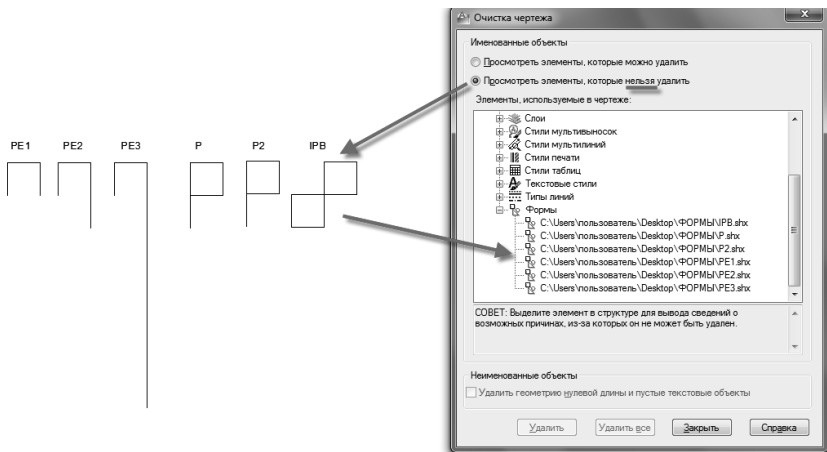 PE1 PE2 PE3 P P2 IPB
Очистка чертежа
Именованные объекты
Просмотреть элементы, которые можно удалить
Просмотреть элементы, которые нельзя удалить
Элементы, используемые в чертеже:
Слои
Стили мультивыносок
Стили мультилиний
Стили печати
Стили таблиц
Текстовые стили
Типы линий
Формы
C:\Users\пользователь\Desktop\ФОРМЫ\IPB.shx
C:\Users\пользователь\Desktop\ФОРМЫ\P.shx
C:\Users\пользователь\Desktop\ФОРМЫ\P2.shx
C:\Users\пользователь\Desktop\ФОРМЫ\PE1.shx
C:\Users\пользователь\Desktop\ФОРМЫ\PE2.shx
C:\Users\пользователь\Desktop\ФОРМЫ\PE3.shx
СОВЕТ: Выделите элемент в структуре для вывода сведений о
возможных причинах, из-за которых он не может быть удален.
Неименованные объекты
Удалить геометрию нулевой длины и пустые текстовые объекты
Удалить Удалить все Закрыть Справка